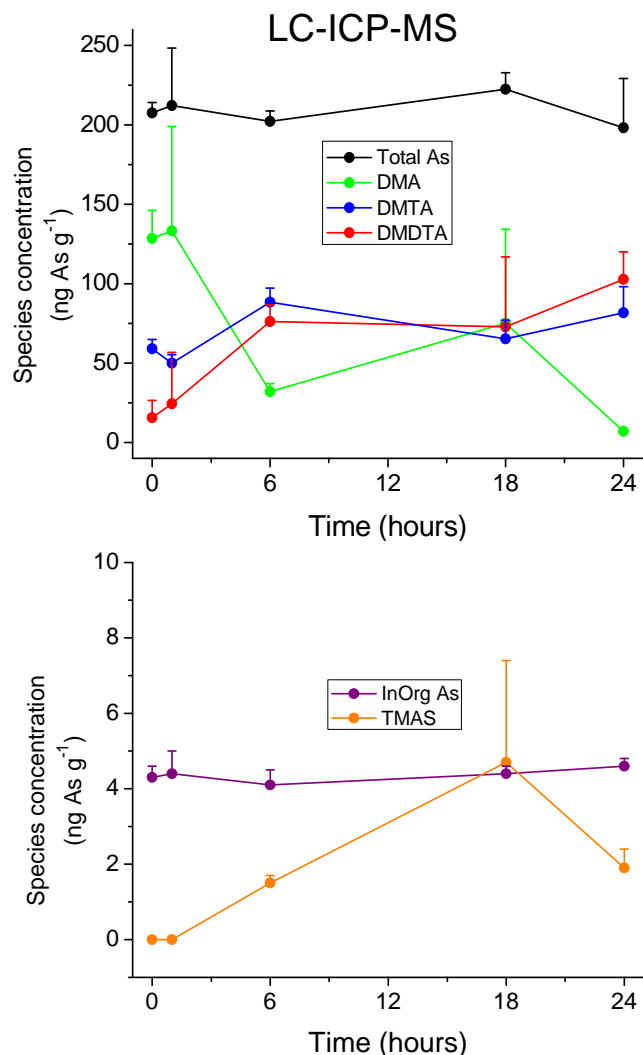 LC-ICP-MS
250
200
150
100
50
0
Species concentration
(ng As g⁻¹)
Total As
DMA
DMTA
DMDTA
0 6 18 24
Time (hours)
10
8
6
4
2
0
Species concentration
(ng As g⁻¹)
InOrg As
TMAS
0 6 18 24
Time (hours)